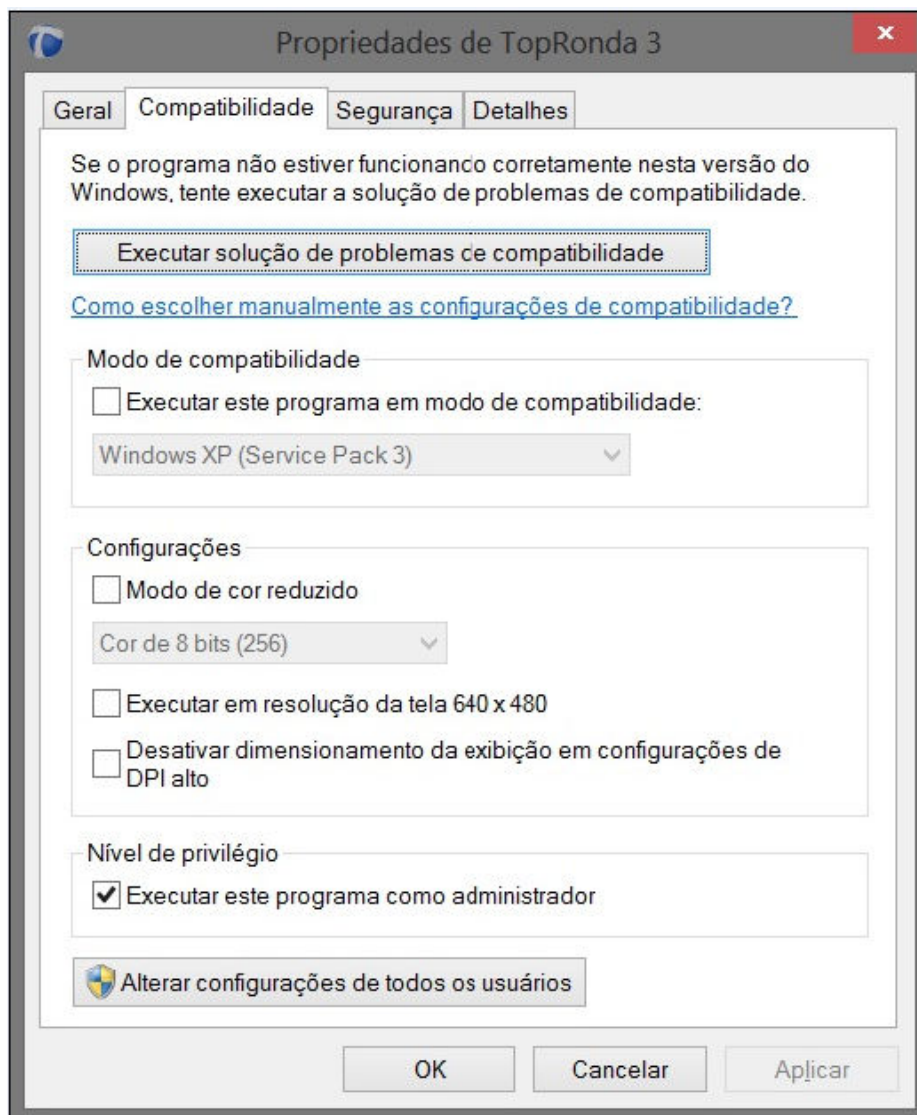 Propriedades de TopRonda 3
Geral Compatibilidade Segurança Detalhes
Se o programa não estiver funcionando corretamente nesta versão do
Windows, tente executar a solução de problemas de compatibilidade.
Executar solução de problemas de compatibilidade
Como escolher manualmente as configurações de compatibilidade?
Modo de compatibilidade
Executar este programa em modo de compatibilidade:
Windows XP (Service Pack 3)
Configurações
Modo de cor reduzido
Cor de 8 bits (256)
Executar em resolução da tela 640 x 480
Desativar dimensionamento da exibição em configurações de
DPI alto
Nível de privilégio
Executar este programa como administrador
Alterar configurações de todos os usuários
OK Cancelar Aplicar